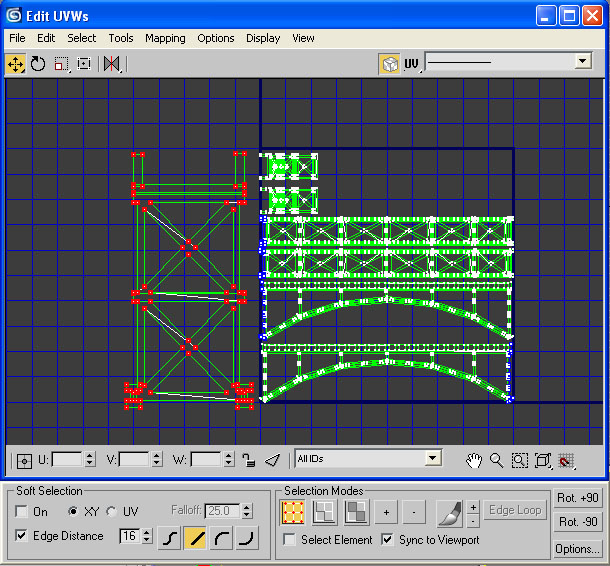 Edit UVWs
File Edit Select Tools Mapping Options Display View
UV
U: V: W: All IDs
Soft Selection
On XY UV Falloff: 25.0
Edge Distance 16
Selection Modes
+ - + - Edge Loop
Select Element Sync to Viewport
Rot. +90
Rot. -90
Options...